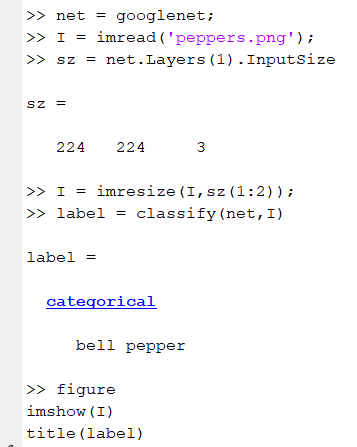 >> net = googlenet;
>> I = imread('peppers.png');
>> sz = net.Layers(1).InputSize
sz =
224 224 3
>> I = imresize(I,sz(1:2));
>> label = classify(net,I)
label =
categorical
bell pepper
>> figure
imshow(I)
title(label)